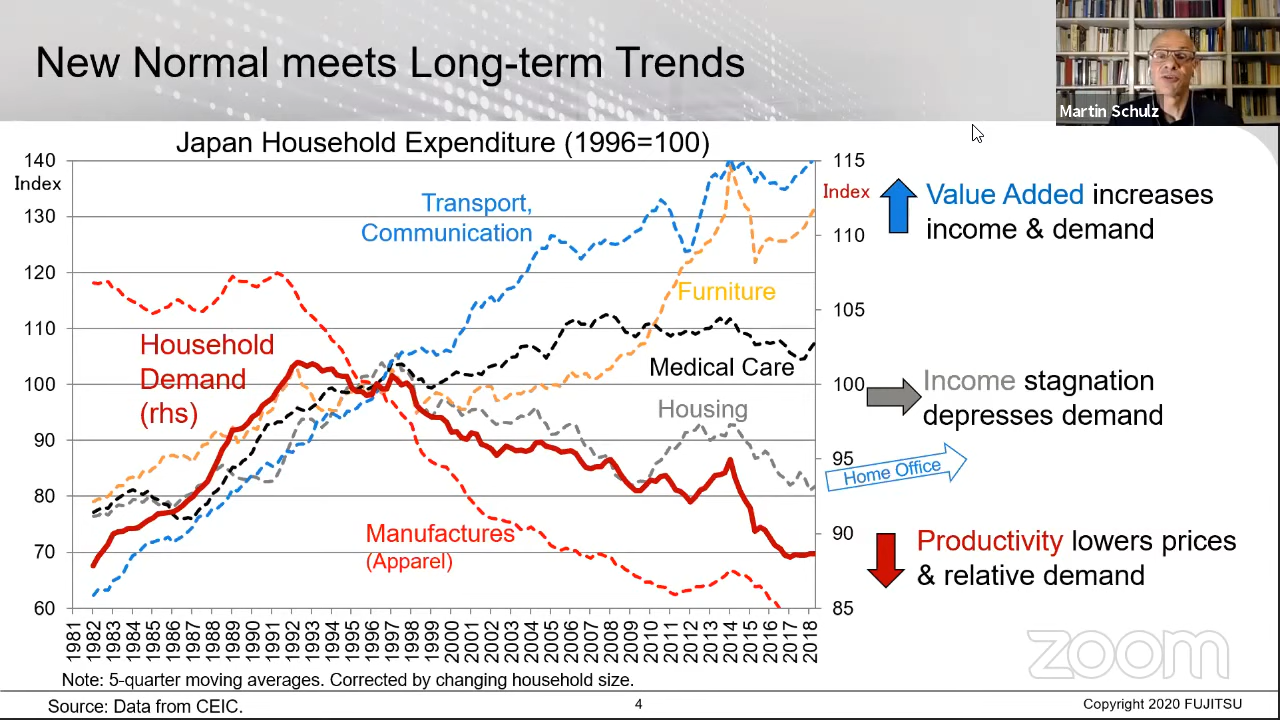 New Normal meets Long-term Trends
Martin Schulz
Japan Household Expenditure (1996=100)
140
Index
130
120
110
100
90
80
70
60
115
Index
110
105
100
95
90
85
Transport,
Communication
Furniture
Household
Demand
(rhs)
Medical Care
Housing
Manufactures
(Apparel)
1981
1982
1983
1984
1985
1986
1987
1988
1989
1990
1991
1992
1993
1994
1995
1996
1997
1998
1999
2000
2001
2002
2003
2004
2005
2006
2007
2008
2009
2010
2011
2012
2013
2014
2015
2016
2017
2018
Value Added increases
income & demand
Income stagnation
depresses demand
Home Office
Productivity lowers prices
& relative demand
zoom
Note: 5-quarter moving averages. Corrected by changing household size.
Source: Data from CEIC.
4
Copyright 2020 FUJITSU